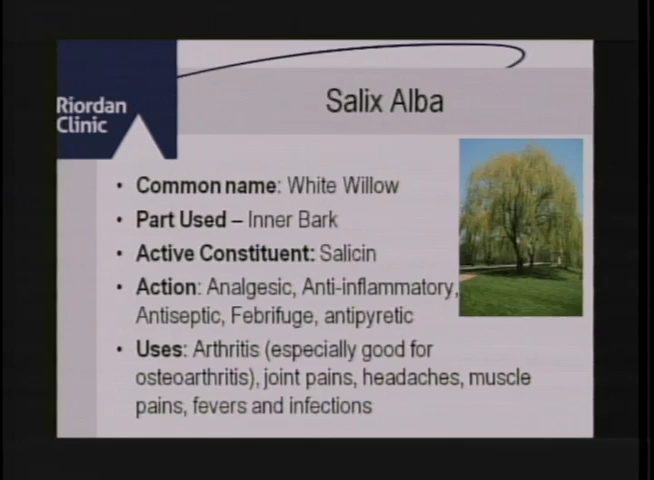 Riordan
Clinic
Salix Alba
• Common name: White Willow
• Part Used – Inner Bark
• Active Constituent: Salicin
• Action: Analgesic, Anti-inflammatory,
Antiseptic, Febrifuge, antipyretic
• Uses: Arthritis (especially good for
osteoarthritis), joint pains, headaches, muscle
pains, fevers and infections